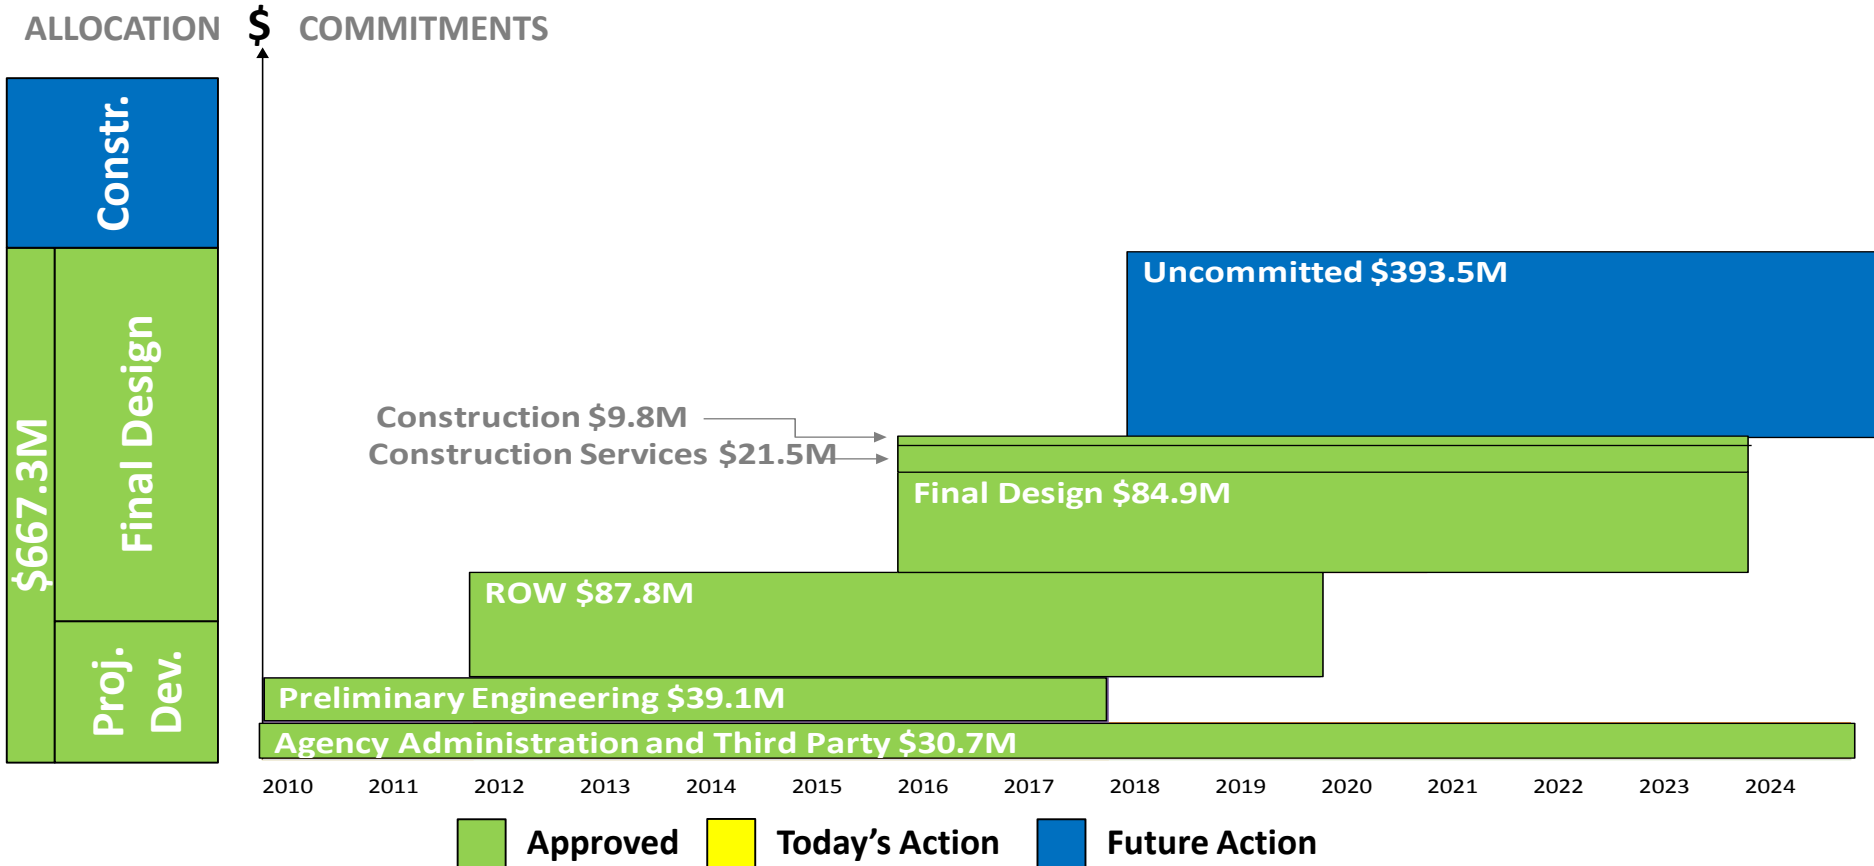 ALLOCATION $ COMMITMENTS
Constr.
$667.3M
Final Design
Proj.
Dev.
Uncommitted $393.5M
Construction $9.8M
Construction Services $21.5M
Final Design $84.9M
ROW $87.8M
Preliminary Engineering $39.1M
Agency Administration and Third Party $30.7M
2010 2011 2012 2013 2014 2015 2016 2017 2018 2019 2020 2021 2022 2023 2024
Approved Today's Action Future Action